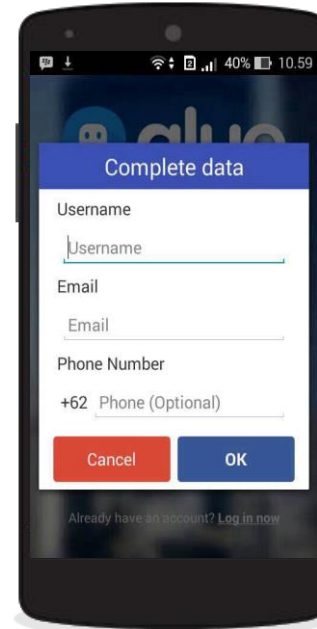 2 40% 10.59
Complete data
Username
Username
Email
Email
Phone Number
+62 Phone (Optional)
Cancel OK
Already have an account? Log in now